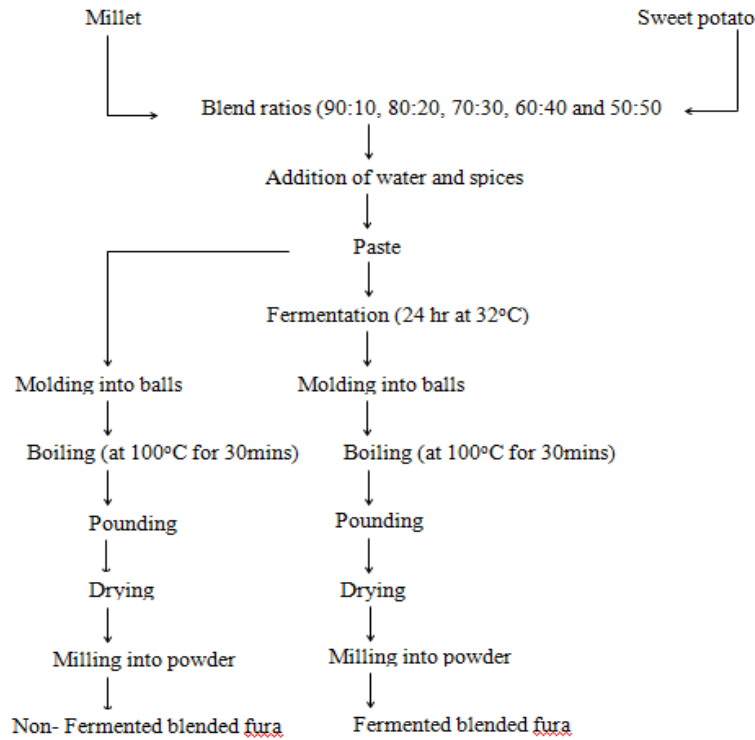 Millet
Sweet potato
Blend ratios (90:10, 80:20, 70:30, 60:40 and 50:50
Addition of water and spices
Paste
Fermentation (24 hr at 32°C)
Molding into balls
Molding into balls
Boiling (at 100°C for 30mins)
Boiling (at 100°C for 30mins)
Pounding
Pounding
Drying
Drying
Milling into powder
Milling into powder
Non- Fermented blended fura
Fermented blended fura